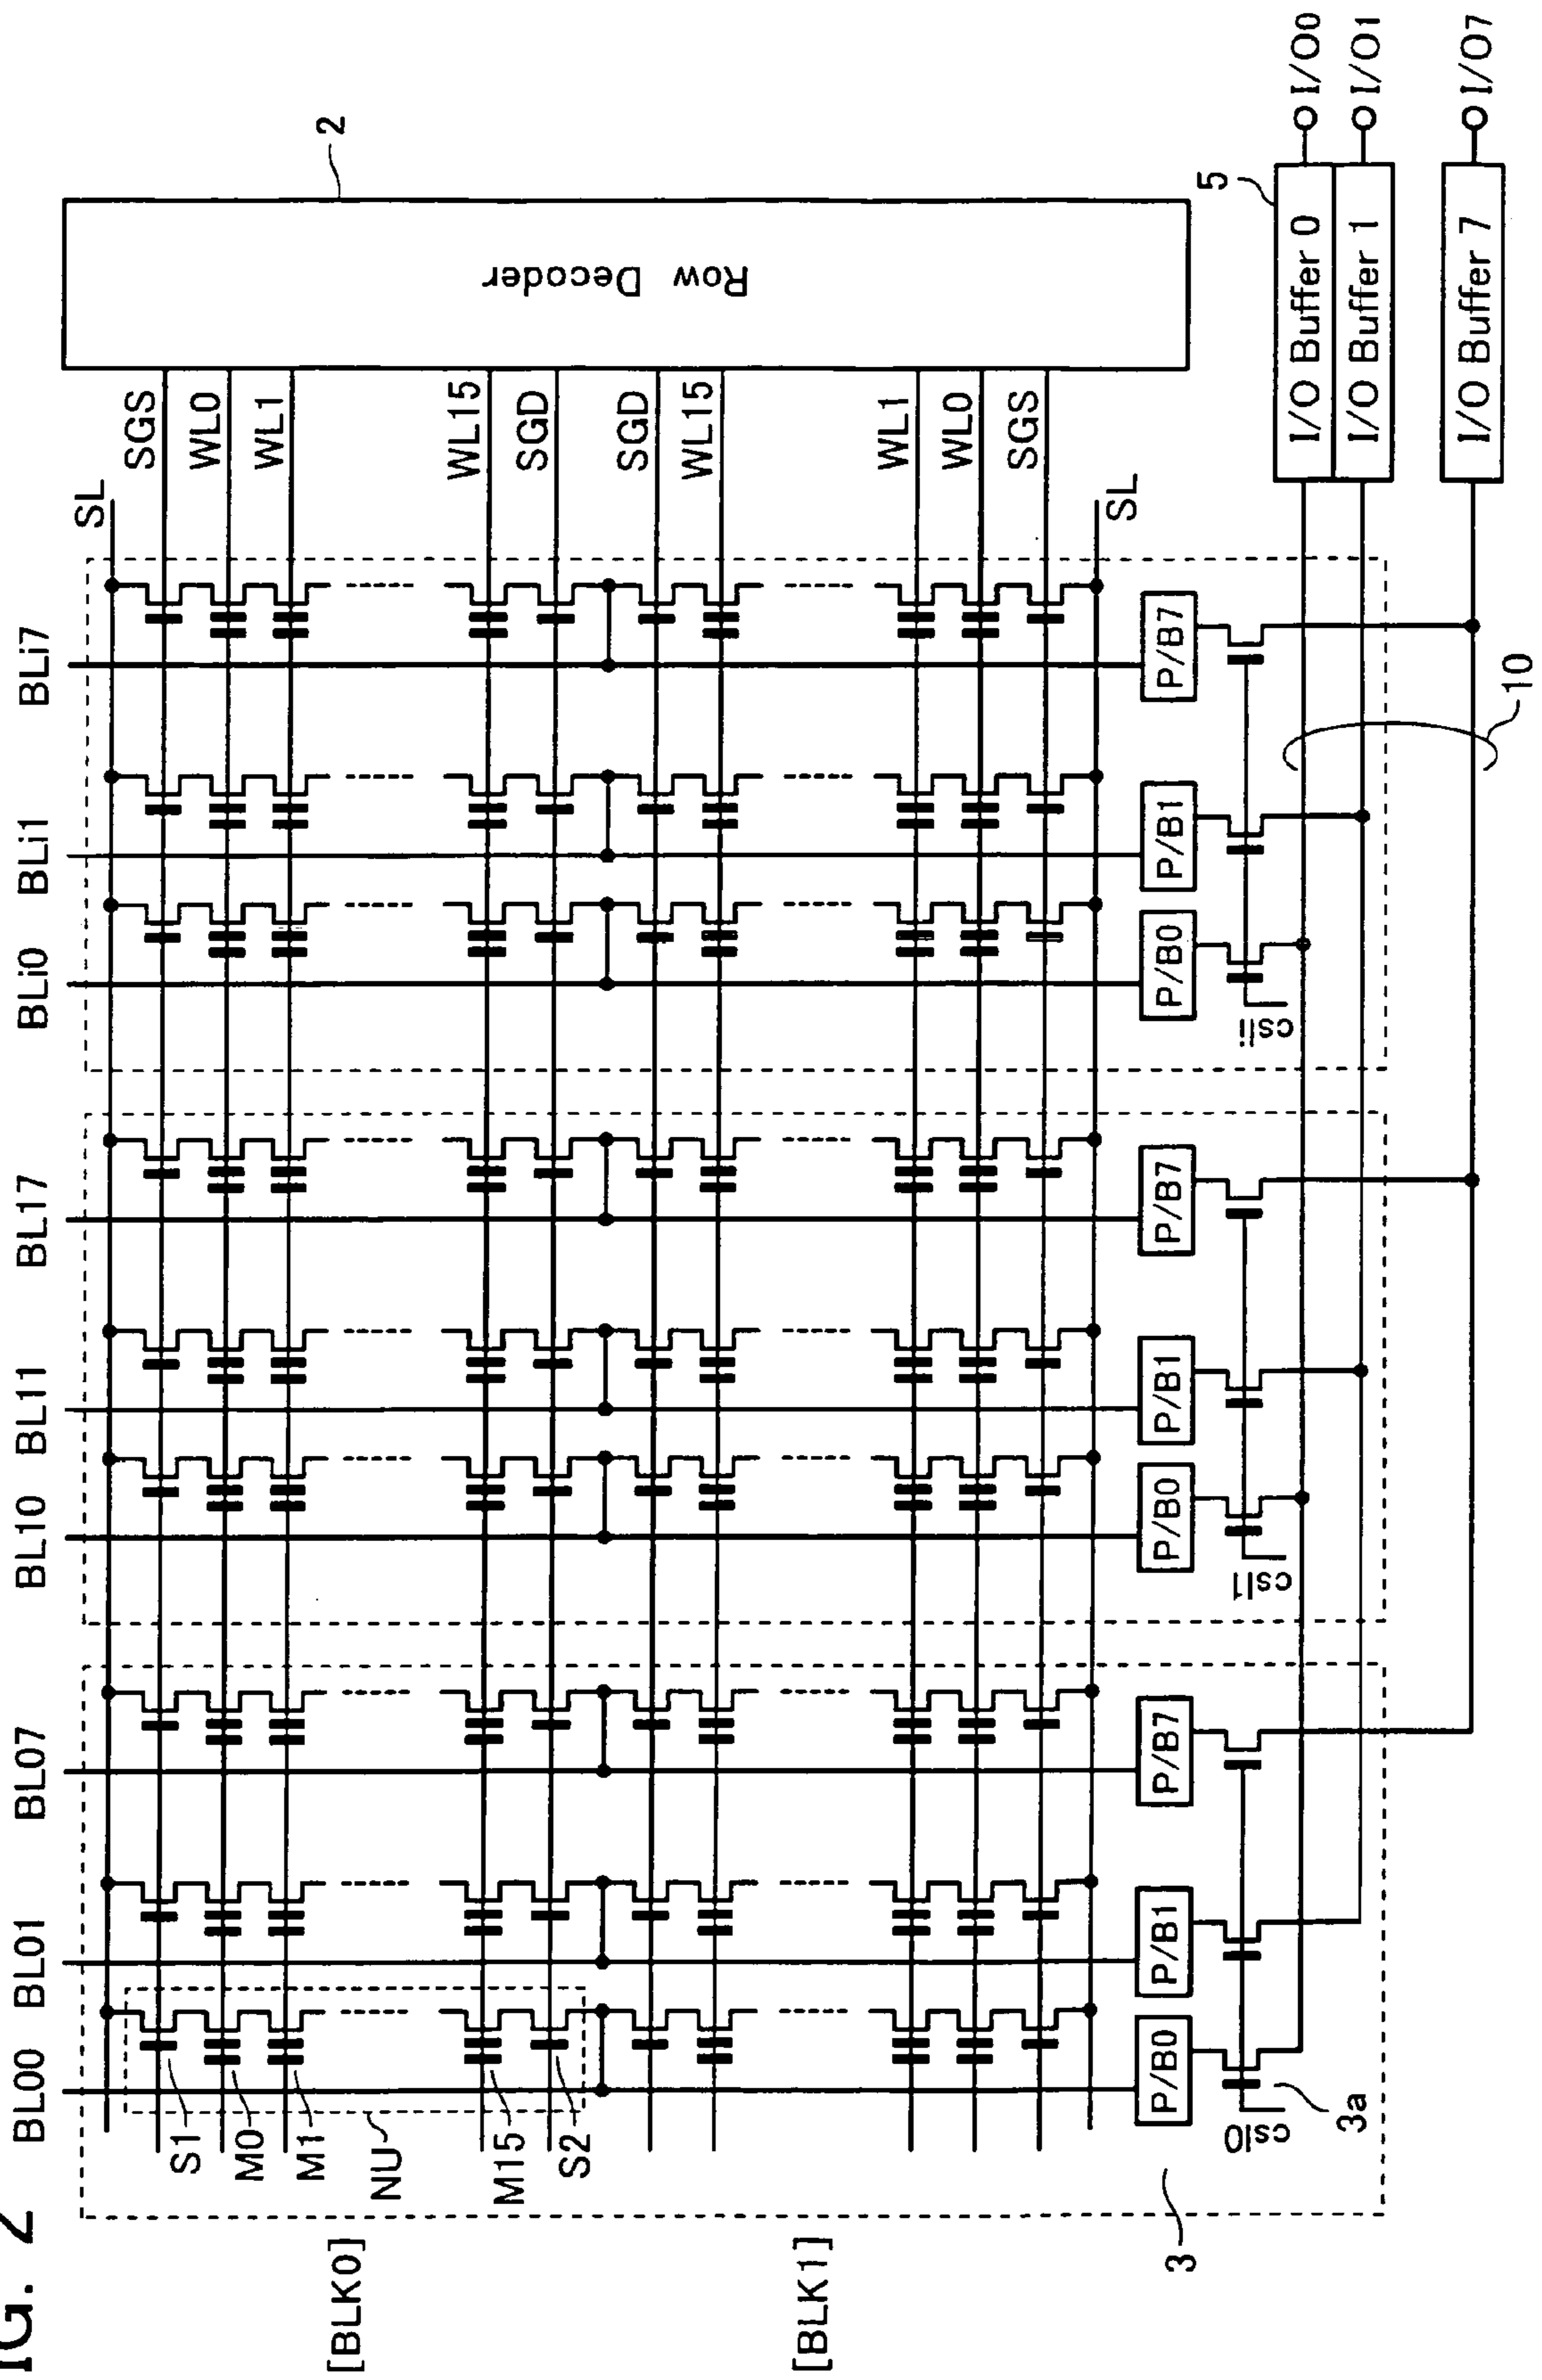 IG. 2
BL00 BL01 BL07 BL10 BL11 BL17 BLi0 BLi1 BLi7
SL
S1
SGS
M0
WL0
M1
WL1
[BLK0]
NU
2
Row Decoder
M15
WL15
S2
SGD
SGD
WL15
[BLK1]
WL1
WL0
SGS
SL
3
P/B0 P/B1 P/B7 P/B0 P/B1 P/B7 P/B0 P/B1 P/B7
csl0 csl1 csli
3a
5
I/O Buffer 0 I/O0
I/O Buffer 1 I/O1
I/O Buffer 7 I/O7
10